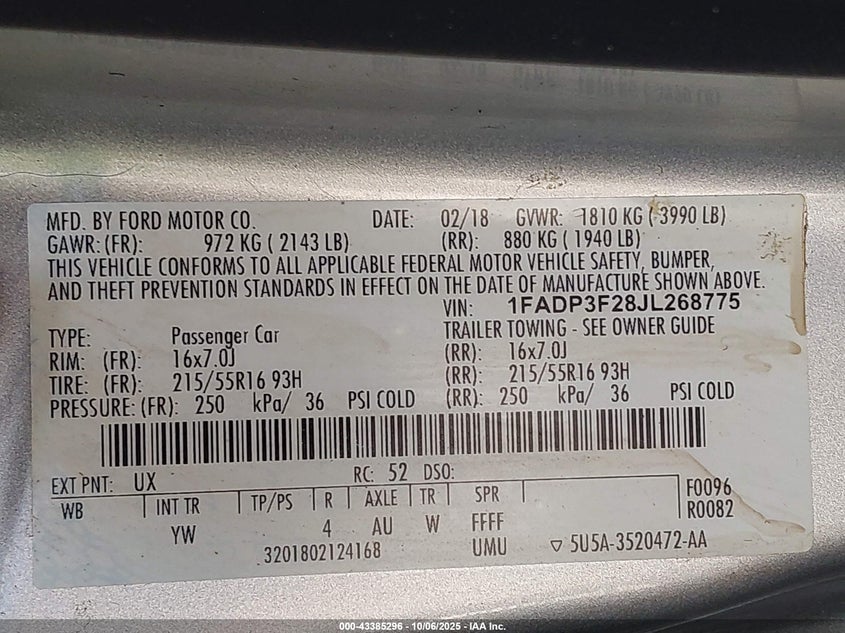 MFD. BY FORD MOTOR CO. DATE: 02/18 GVWR: 1810 KG ( 3990 LB)
GAWR: (FR): 972 KG ( 2143 LB) (RR): 880 KG ( 1940 LB)
THIS VEHICLE CONFORMS TO ALL APPLICABLE FEDERAL MOTOR VEHICLE SAFETY, BUMPER,
AND THEFT PREVENTION STANDARDS IN EFFECT ON THE DATE OF MANUFACTURE SHOWN ABOVE.
VIN: 1FADP3F28JL268775
TYPE: Passenger Car TRAILER TOWING - SEE OWNER GUIDE
RIM: (FR): 16x7.0J (RR): 16x7.0J
TIRE: (FR): 215/55R16 93H (RR): 215/55R16 93H
PRESSURE: (FR): 250 kPa/ 36 PSI COLD (RR): 250 kPa/ 36 PSI COLD
EXT PNT: UX RC: 52 DSO:
WB INT TR TP/PS R AXLE TR SPR F0096
R0082
YW 4 AU W FFFF
3201802124168 UMU ▽ 5U5A-3520472-AA
000-43385296 - 10/06/2025 - IAA Inc.